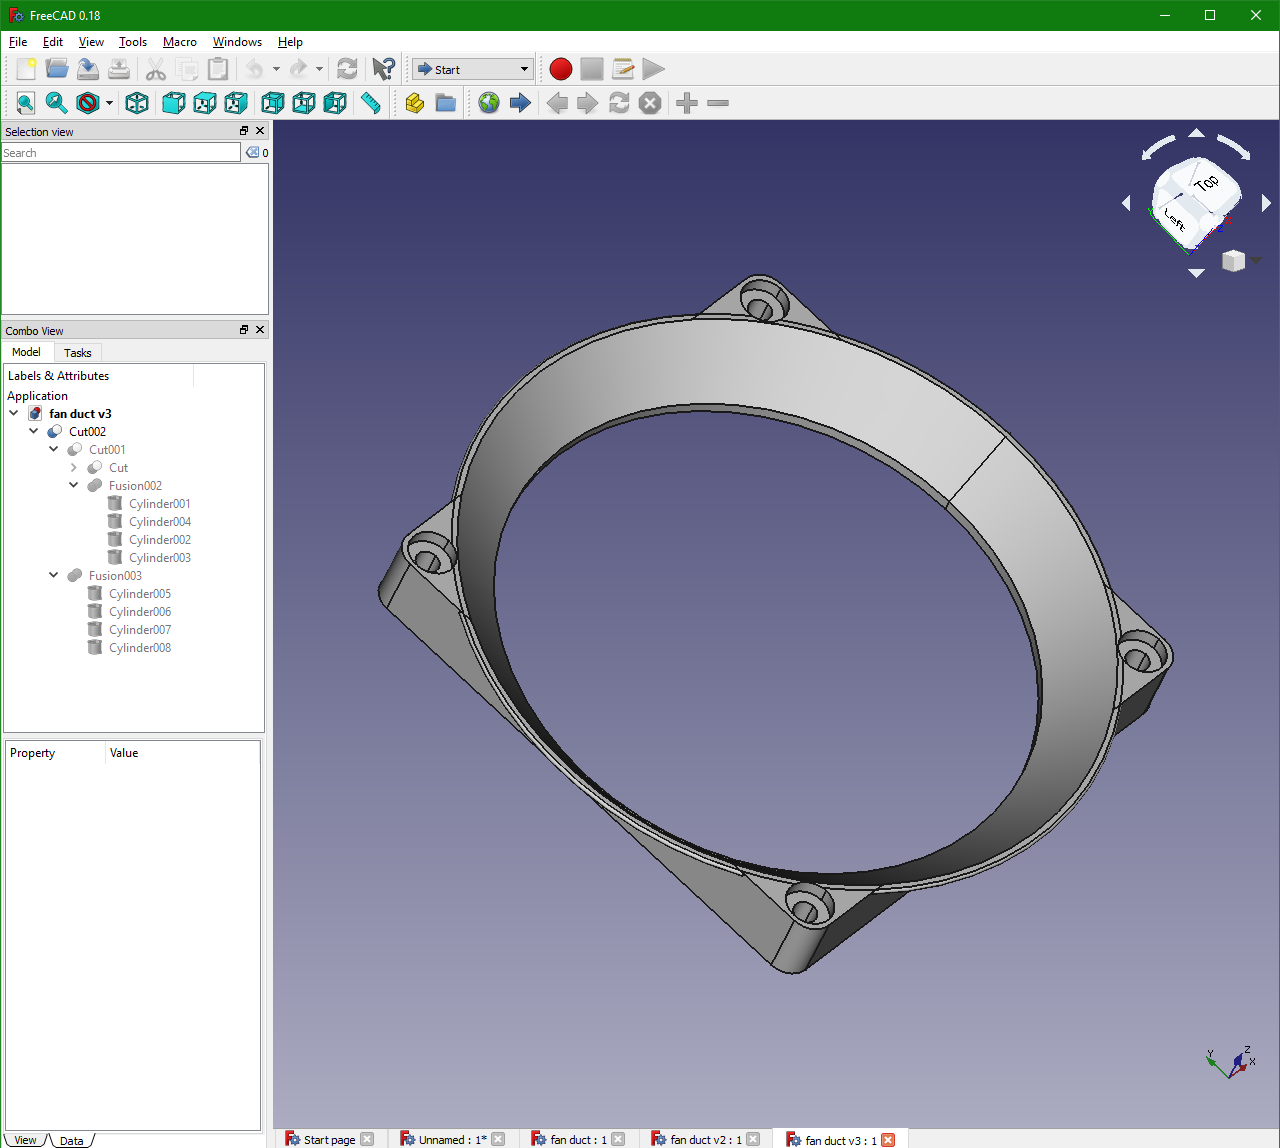 FreeCAD 0.18
File Edit View Tools Macro Windows Help
Start
Selection view
Search
0
Top
Left
Combo View
Model Tasks
Labels & Attributes
Application
fan duct v3
Cut002
Cut001
Cut
Fusion002
Cylinder001
Cylinder004
Cylinder002
Cylinder003
Fusion003
Cylinder005
Cylinder006
Cylinder007
Cylinder008
Property Value
Y Z X
View Data
Start page Unnamed : 1* fan duct : 1 fan duct v2 : 1 fan duct v3 : 1